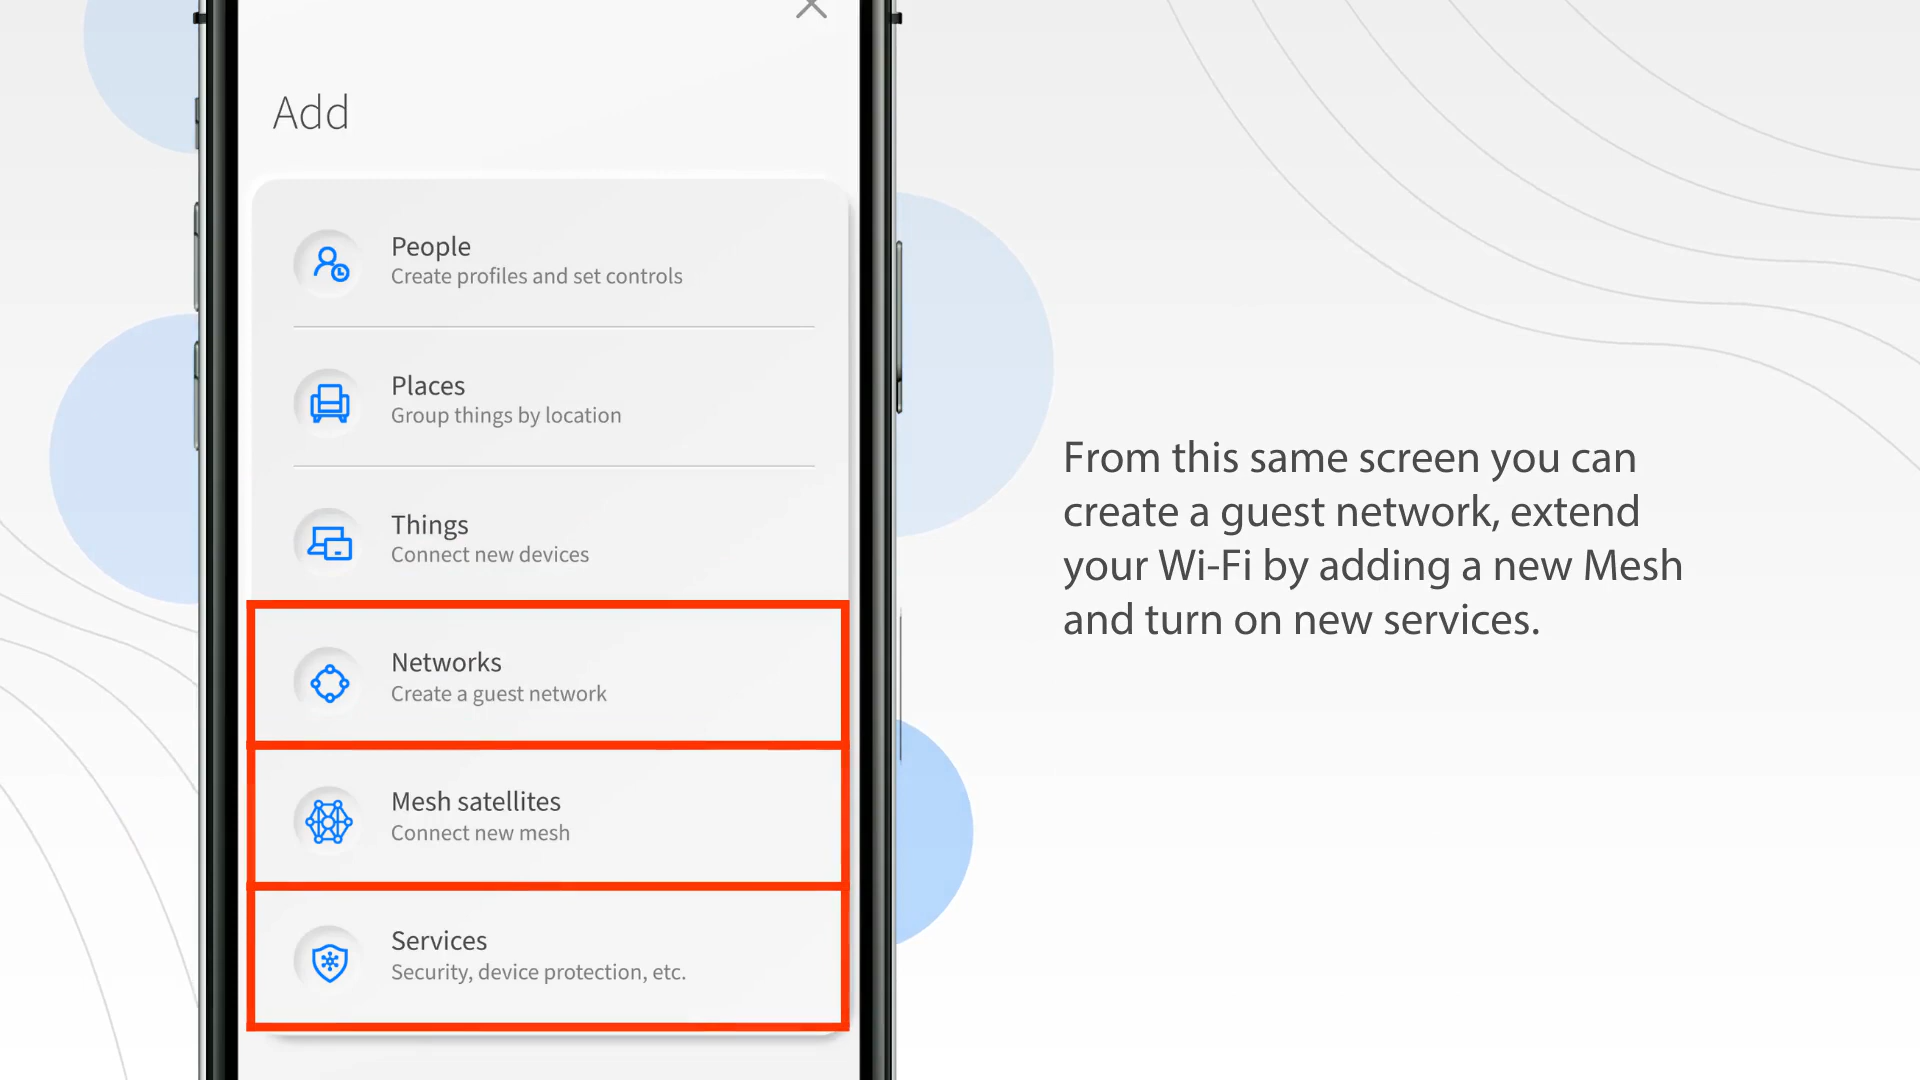 Add
People
Create profiles and set controls
Places
Group things by location
Things
Connect new devices
Networks
Create a guest network
Mesh satellites
Connect new mesh
Services
Security, device protection, etc.
From this same screen you can
create a guest network, extend
your Wi-Fi by adding a new Mesh
and turn on new services.